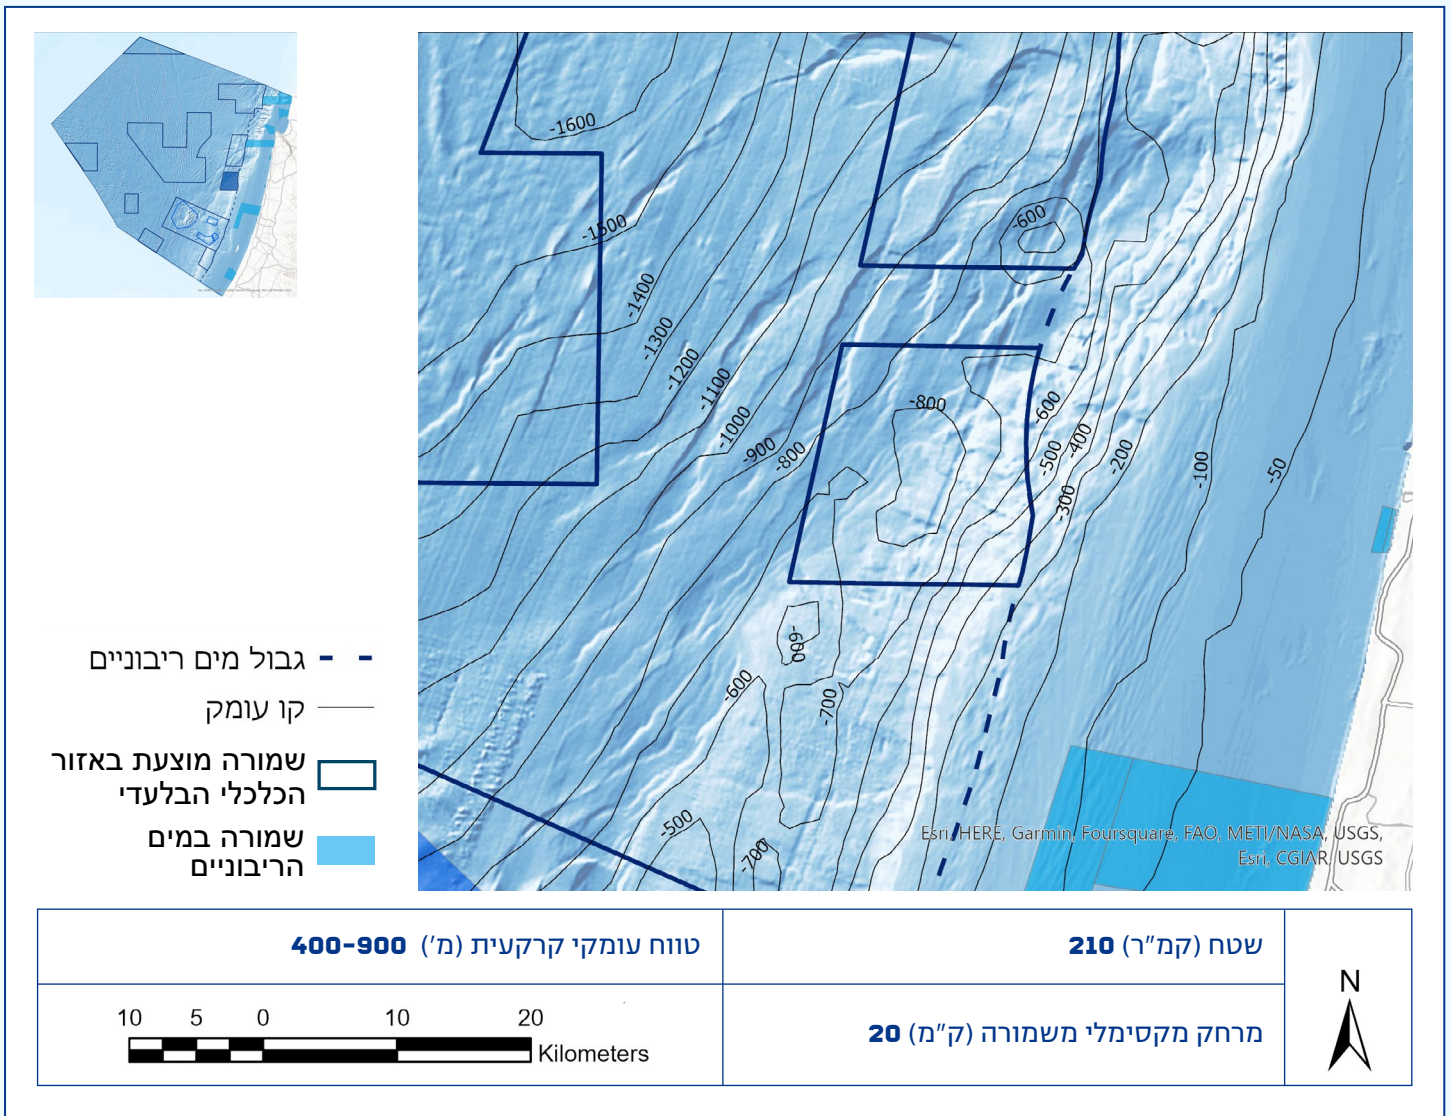 -1600
-1500
-1400
-1300
-1200
-1100
-1000
-900
-800
-600
-800
-600
-500
-400
-300
-200
-100
-50
-600
-600
-700
-500
-700
Esri, HERE, Garmin, Foursquare, FAO, METI/NASA, USGS,
Esri, CGIAR, USGS
גבול מים ריבוניים
קו עומק
שמורה מוצעת באזור
הכלכלי הבלעדי
שמורה במים
הריבוניים
שטח (קמ"ר) 210
טווח עומקי קרקעית (מ') 400-900
מרחק מקסימלי משמורה (ק"מ) 20
10 5 0 10 20
Kilometers
N